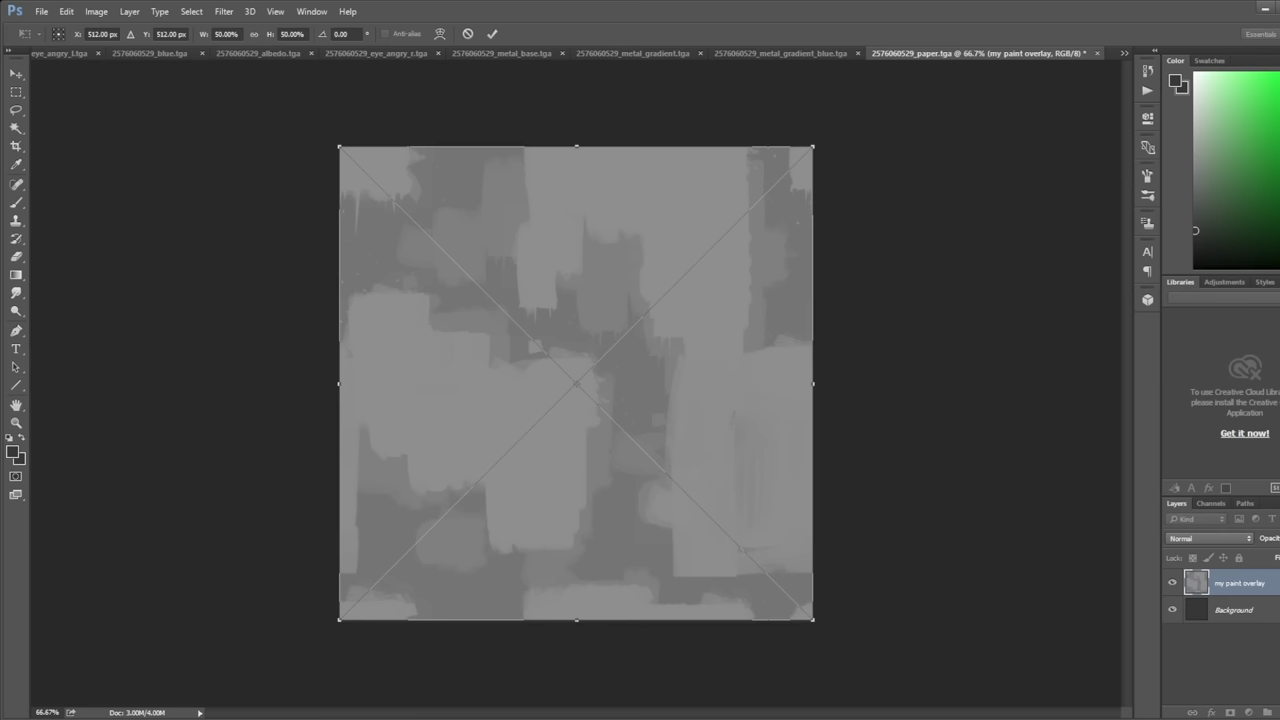 Ps File Edit Image Layer Type Select Filter 3D View Window Help
X: 512.00 px Y: 512.00 px W: 50.00% H: 50.00% 0.00 ° Anti-alias Essentials
eye_angry_l.tga × 2576060529_blue.tga × 2576060529_albedo.tga × 2576060529_eye_angry_r.tga × 2576060529_metal_base.tga × 2576060529_metal_gradient.tga × 2576060529_metal_gradient_blue.tga × 2576060529_paper.tga @ 66.7% (my paint overlay, RGB/8) * ×
Color Swatches
Libraries Adjustments Styles
To use Creative Cloud Libr
please install the Creative
Application
Get it now!
Layers Channels Paths
Kind
Normal Opaci
Lock: Fi
my paint overlay
Background
66.67% Doc: 3.00M/4.00M